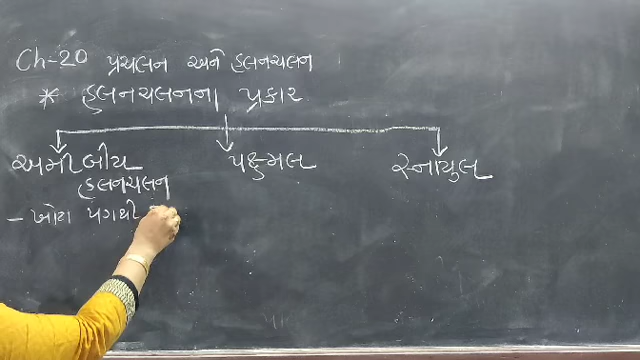 Ch-20 પ્રચલન અને હલનચલન
* હલનચલનના પ્રકાર
અમીબીય પક્ષ્મલ સ્નાયુલ
હલનચલન
- ખોટા પગથી